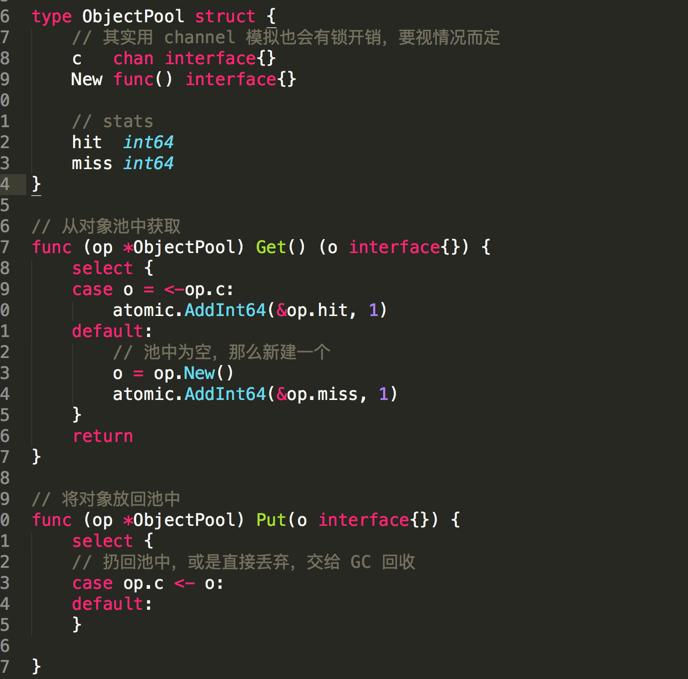 6 type ObjectPool struct {
7 // 其实用 channel 模拟也会有锁开销，要视情况而定
8 c   chan interface{}
9 New func() interface{}
0
1 // stats
2 hit  int64
3 miss int64
4 }
5
6 // 从对象池中获取
7 func (op *ObjectPool) Get() (o interface{}) {
8 select {
9 case o = <-op.c:
0 atomic.AddInt64(&op.hit, 1)
1 default:
2 // 池中为空，那么新建一个
3 o = op.New()
4 atomic.AddInt64(&op.miss, 1)
5 }
6 return
7 }
8
9 // 将对象放回池中
0 func (op *ObjectPool) Put(o interface{}) {
1 select {
2 // 扔回池中，或是直接丢弃，交给 GC 回收
3 case op.c <- o:
4 default:
5 }
6
7 }